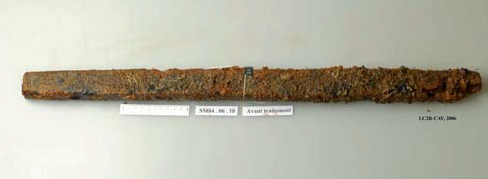 SM04 . 06 . 10
Avant traitement
LC2R-CAV, 2006